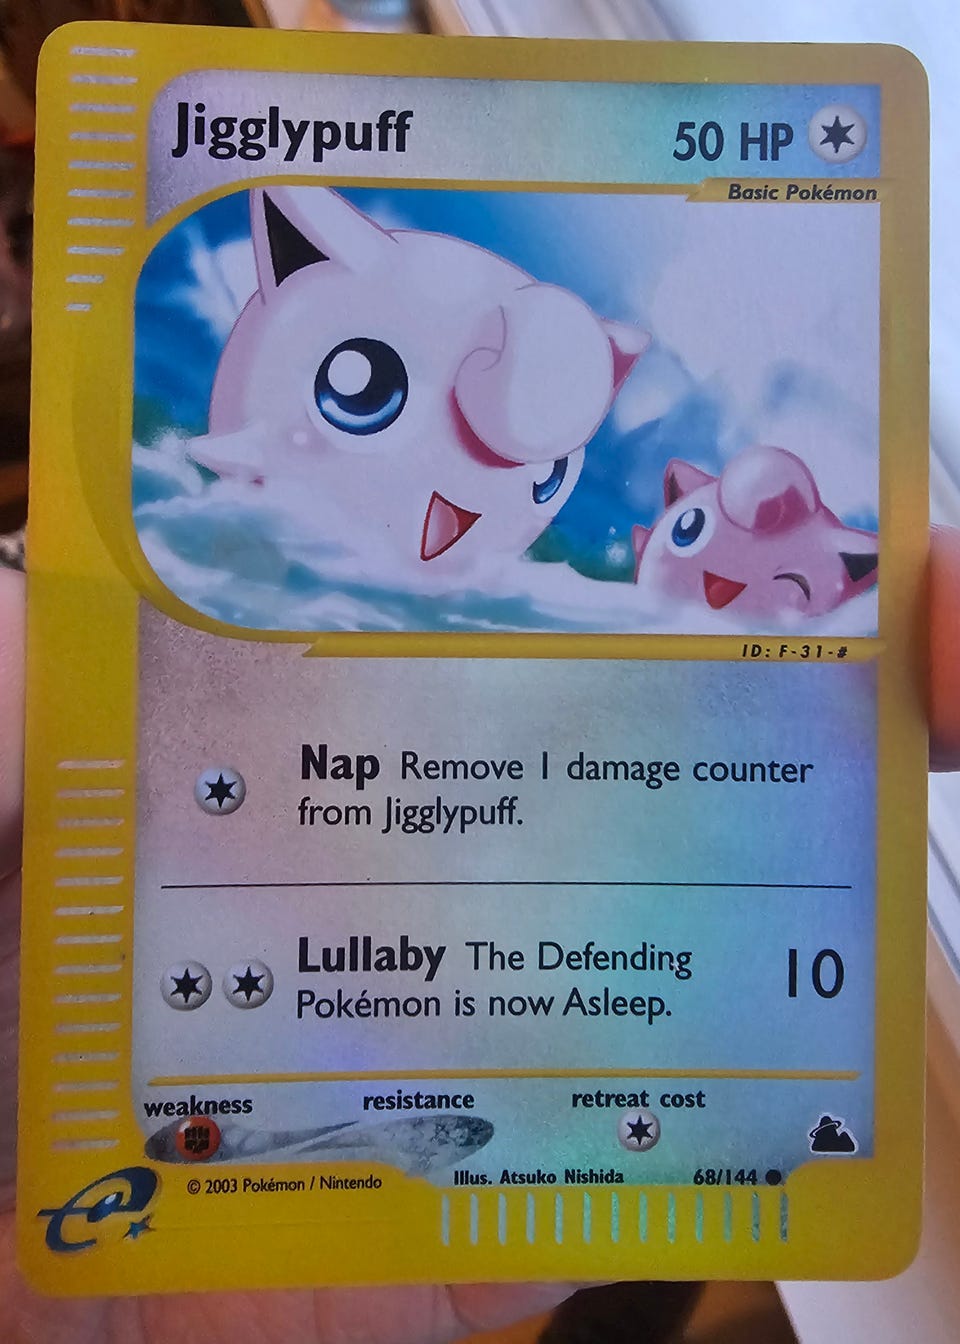 Jigglypuff
50 HP
Basic Pokémon
ID: F-31-#
Nap Remove 1 damage counter
from Jigglypuff.
Lullaby The Defending
Pokémon is now Asleep.
10
weakness resistance retreat cost
© 2003 Pokémon / Nintendo
Illus. Atsuko Nishida
68/144
e